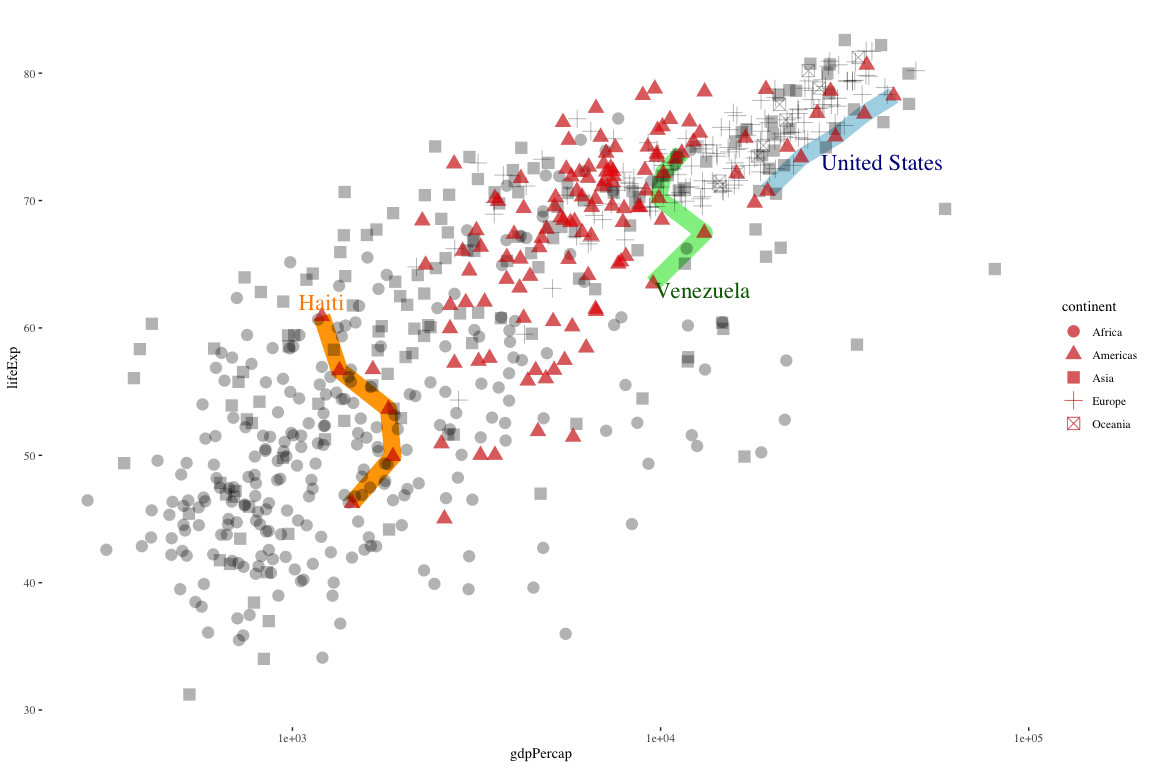 80
70
60
50
40
30
lifeExp
United States
Venezuela
Haiti
continent
Africa
Americas
Asia
Europe
Oceania
1e+03
1e+04
1e+05
gdpPercap